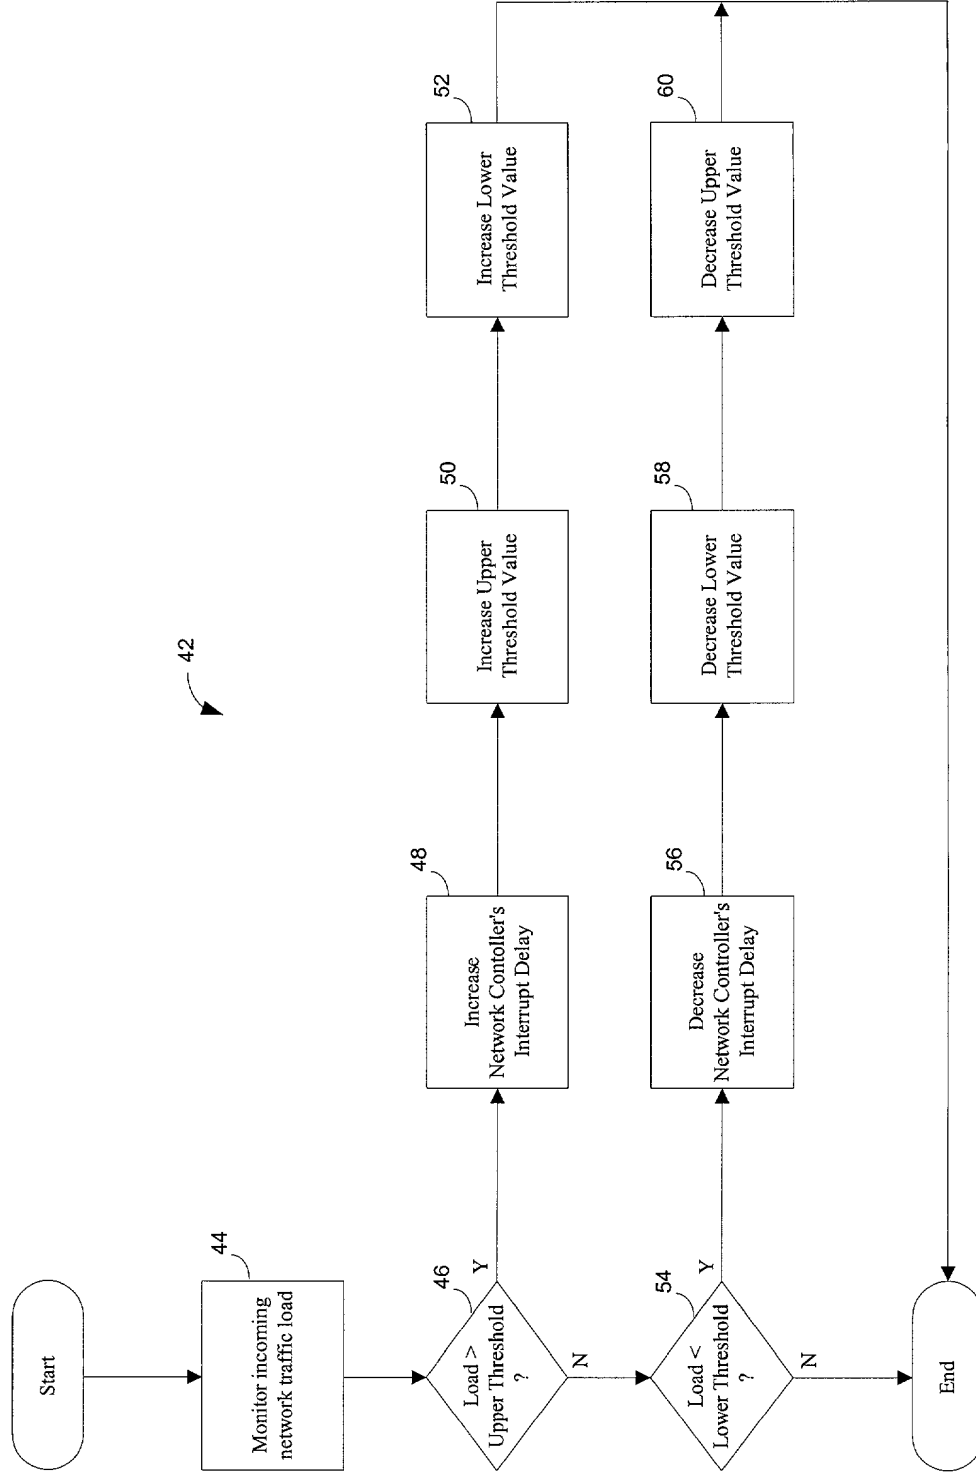 42
Start
44
Monitor incoming
network traffic load
46
Load >
Upper Threshold
?
Y
N
48
Increase
Network Contoller's
Interrupt Delay
50
Increase Upper
Threshold Value
52
Increase Lower
Threshold Value
54
Load <
Lower Threshold
?
Y
N
56
Decrease
Network Controller's
Interrupt Delay
58
Decrease Lower
Threshold Value
60
Decrease Upper
Threshold Value
End